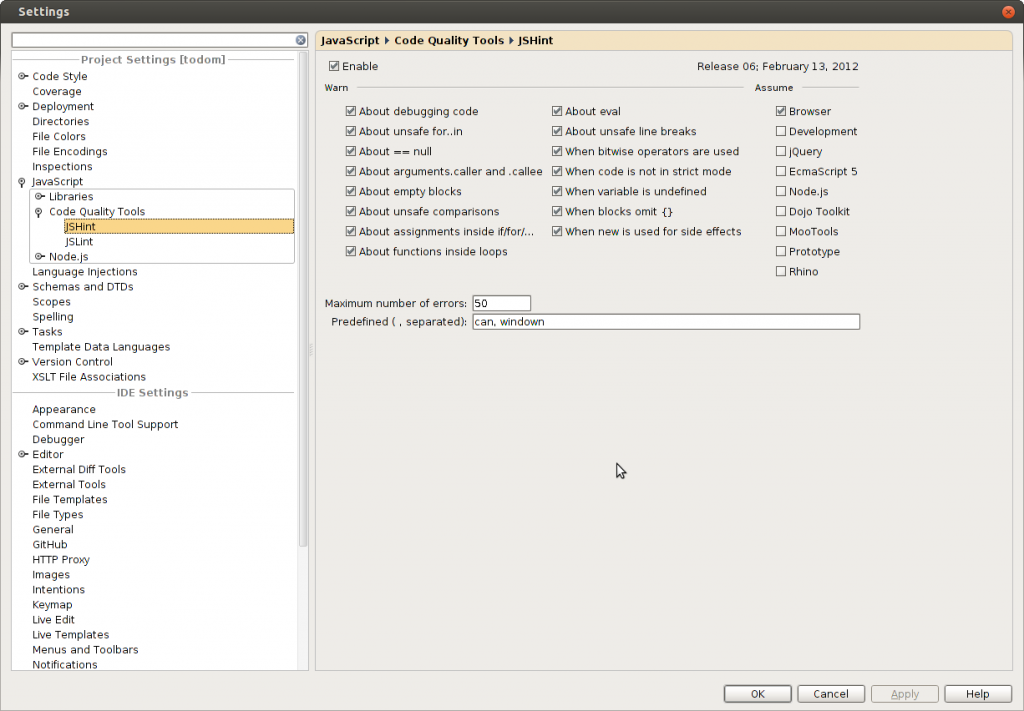 Settings
Project Settings [todom]
Code Style
Coverage
Deployment
Directories
File Colors
File Encodings
Inspections
JavaScript
Libraries
Code Quality Tools
JSHint
JSLint
Node.js
Language Injections
Schemas and DTDs
Scopes
Spelling
Tasks
Template Data Languages
Version Control
XSLT File Associations
IDE Settings
Appearance
Command Line Tool Support
Debugger
Editor
External Diff Tools
External Tools
File Templates
File Types
General
GitHub
HTTP Proxy
Images
Intentions
Keymap
Live Edit
Live Templates
Menus and Toolbars
Notifications
JavaScript Code Quality Tools JSHint
Enable Release 06; February 13, 2012
Warn
About debugging code
About unsafe for..in
About == null
About arguments.caller and .callee
About empty blocks
About unsafe comparisons
About assignments inside if/for/...
About functions inside loops
About eval
About unsafe line breaks
When bitwise operators are used
When code is not in strict mode
When variable is undefined
When blocks omit {}
When new is used for side effects
Assume
Browser
Development
jQuery
EcmaScript 5
Node.js
Dojo Toolkit
MooTools
Prototype
Rhino
Maximum number of errors: 50
Predefined ( , separated): can, windown
OK Cancel Apply Help